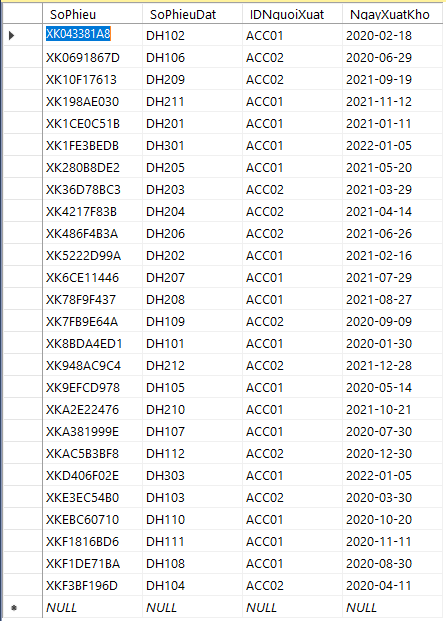 SoPhieu SoPhieuDat IDNguoiXuat NgayXuatKho
XK043381A8 DH102 ACC01 2020-02-18
XK0691867D DH106 ACC02 2020-06-29
XK10F17613 DH209 ACC02 2021-09-19
XK198AE030 DH211 ACC01 2021-11-12
XK1CE0C51B DH201 ACC01 2021-01-11
XK1FE3BEDB DH301 ACC01 2022-01-05
XK280B8DE2 DH205 ACC01 2021-05-20
XK36D78BC3 DH203 ACC02 2021-03-29
XK4217F83B DH204 ACC02 2021-04-14
XK486F4B3A DH206 ACC02 2021-06-26
XK5222D99A DH202 ACC01 2021-02-16
XK6CE11446 DH207 ACC01 2021-07-29
XK78F9F437 DH208 ACC01 2021-08-27
XK7FB9E64A DH109 ACC02 2020-09-09
XK8BDA4ED1 DH101 ACC01 2020-01-30
XK948AC9C4 DH212 ACC02 2021-12-28
XK9EFCD978 DH105 ACC01 2020-05-14
XKA2E22476 DH210 ACC01 2021-10-21
XKA381999E DH107 ACC01 2020-07-30
XKAC5B3BF8 DH112 ACC02 2020-12-30
XKD406F02E DH303 ACC01 2022-01-05
XKE3EC54B0 DH103 ACC02 2020-03-30
XKEBC60710 DH110 ACC01 2020-10-20
XKF1816BD6 DH111 ACC01 2020-11-11
XKF1DE71BA DH108 ACC01 2020-08-30
XKF3BF196D DH104 ACC02 2020-04-11
NULL NULL NULL NULL